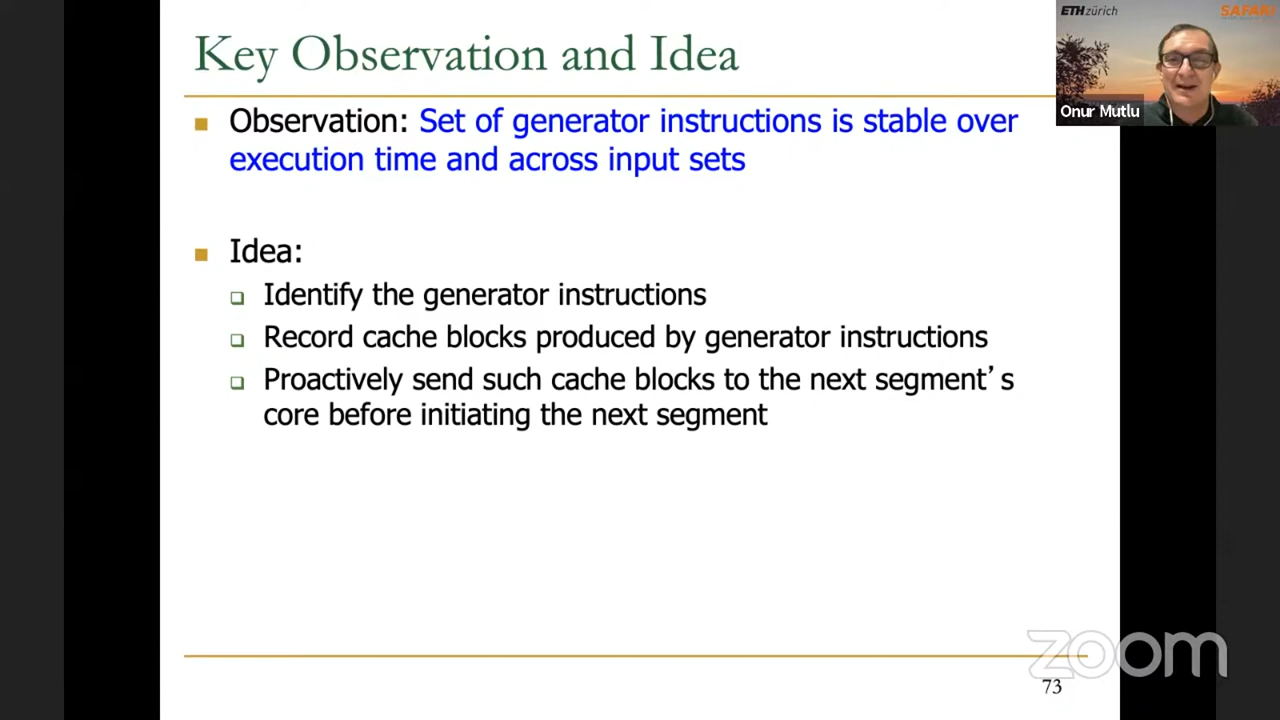 Key Observation and Idea
ETHzürich
SAFARI
Onur Mutlu
Observation: Set of generator instructions is stable over
execution time and across input sets
Idea:
Identify the generator instructions
Record cache blocks produced by generator instructions
Proactively send such cache blocks to the next segment's
core before initiating the next segment
zoom
73